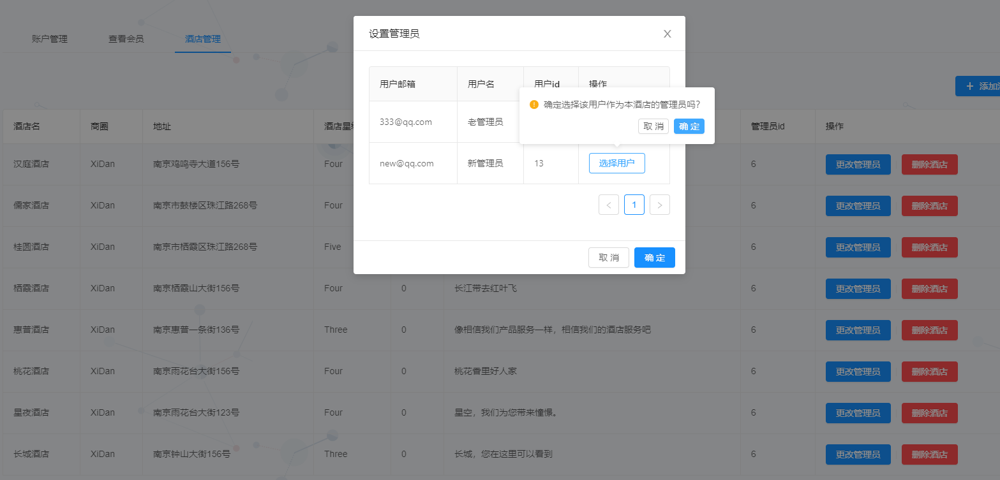 账户管理 查看会员 酒店管理
设置管理员
用户邮箱 用户名 用户id 操作
333@qq.com 老管理员
确定选择该用户作为本酒店的管理员吗?
取 消 确 定
new@qq.com 新管理员 13 选择用户
1
取 消 确 定
添加
酒店名 商圈 地址 酒店星 管理员id 操作
汉庭酒店 XiDan 南京鸡鸣寺大道156号 Four 6 更改管理员 删除酒店
儒家酒店 XiDan 南京市鼓楼区珠江路268号 Four 6 更改管理员 删除酒店
桂圆酒店 XiDan 南京市栖霞区珠江路268号 Five 6 更改管理员 删除酒店
栖霞酒店 XiDan 南京栖霞山大街156号 Four 0 长江带去红叶飞 6 更改管理员 删除酒店
惠普酒店 XiDan 南京惠普一条街136号 Three 0 像相信我们产品服务一样，相信我们的酒店服务吧 6 更改管理员 删除酒店
桃花酒店 XiDan 南京雨花台大街156号 Four 0 桃花香里好人家 6 更改管理员 删除酒店
星夜酒店 XiDan 南京雨花台大街123号 Four 0 星空，我们为您带来憧憬。 6 更改管理员 删除酒店
长城酒店 XiDan 南京钟山大街156号 Three 0 长城，您在这里可以看到 6 更改管理员 删除酒店